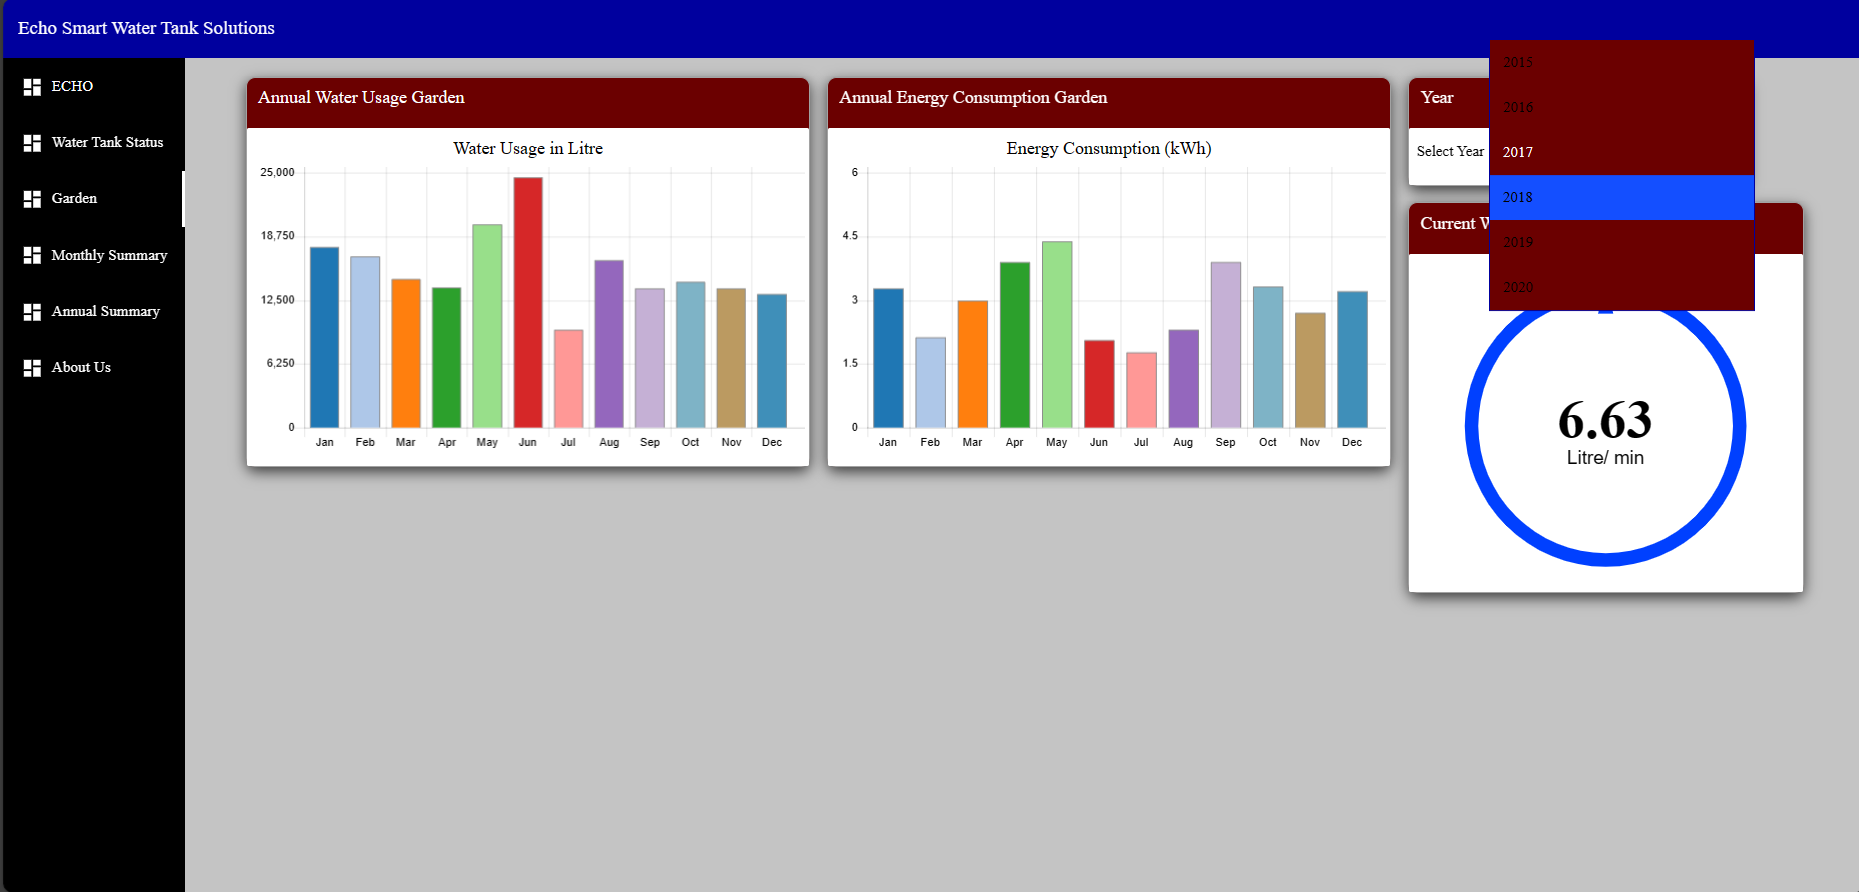 Echo Smart Water Tank Solutions
ECHO
Water Tank Status
Garden
Monthly Summary
Annual Summary
About Us
Annual Water Usage Garden
Water Usage in Litre
25,000
18,750
12,500
6,250
0
Jan Feb Mar Apr May Jun Jul Aug Sep Oct Nov Dec
Annual Energy Consumption Garden
Energy Consumption (kWh)
6
4.5
3
1.5
0
Jan Feb Mar Apr May Jun Jul Aug Sep Oct Nov Dec
Year
Select Year
2015
2016
2017
2018
2019
2020
Current
6.63
Litre/ min